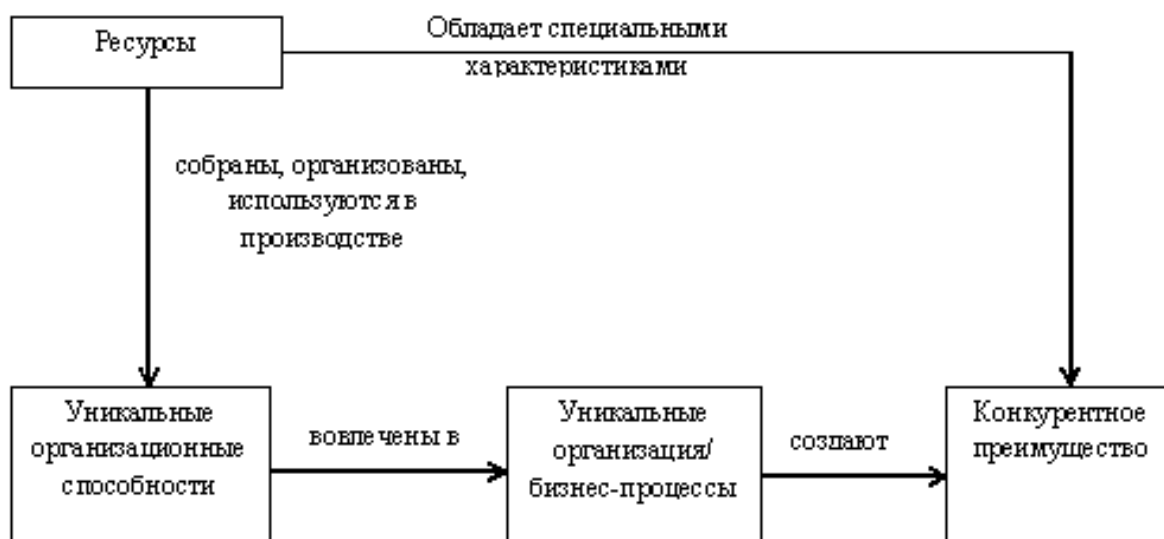 Ресурсы
Обладает специальными
характеристиками
собраны, организованы,
используются в
производстве
Уникальные
организационные
способности
вовлечены в
Уникальные
организация/
бизнес-процессы
создают
Конкурентное
преимущество